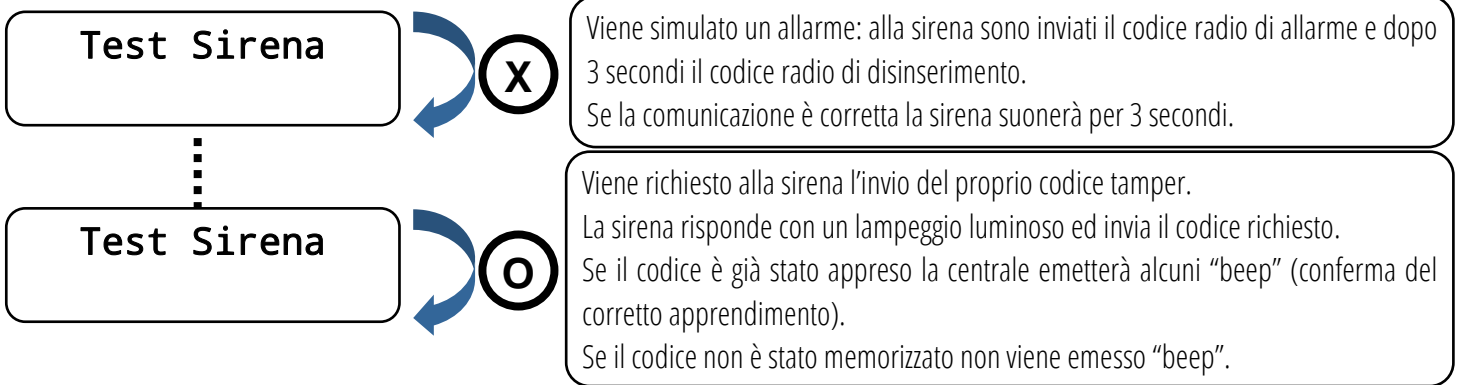 Test Sirena
X
Viene simulato un allarme: alla sirena sono inviati il codice radio di allarme e dopo
3 secondi il codice radio di disinserimento.
Se la comunicazione è corretta la sirena suonerà per 3 secondi.
Test Sirena
O
Viene richiesto alla sirena l’invio del proprio codice tamper.
La sirena risponde con un lampeggio luminoso ed invia il codice richiesto.
Se il codice è già stato appreso la centrale emetterà alcuni “beep” (conferma del
corretto apprendimento).
Se il codice non è stato memorizzato non viene emesso “beep”.